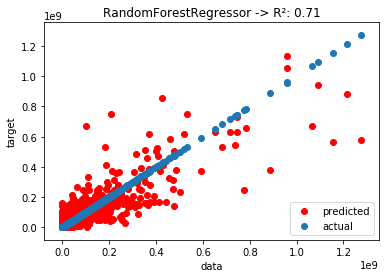 RandomForestRegressor -> R²: 0.71
1e9
1.2
1.0
0.8
0.6
0.4
0.2
0.0
target
predicted
actual
0.0 0.2 0.4 0.6 0.8 1.0 1.2
data
1e9